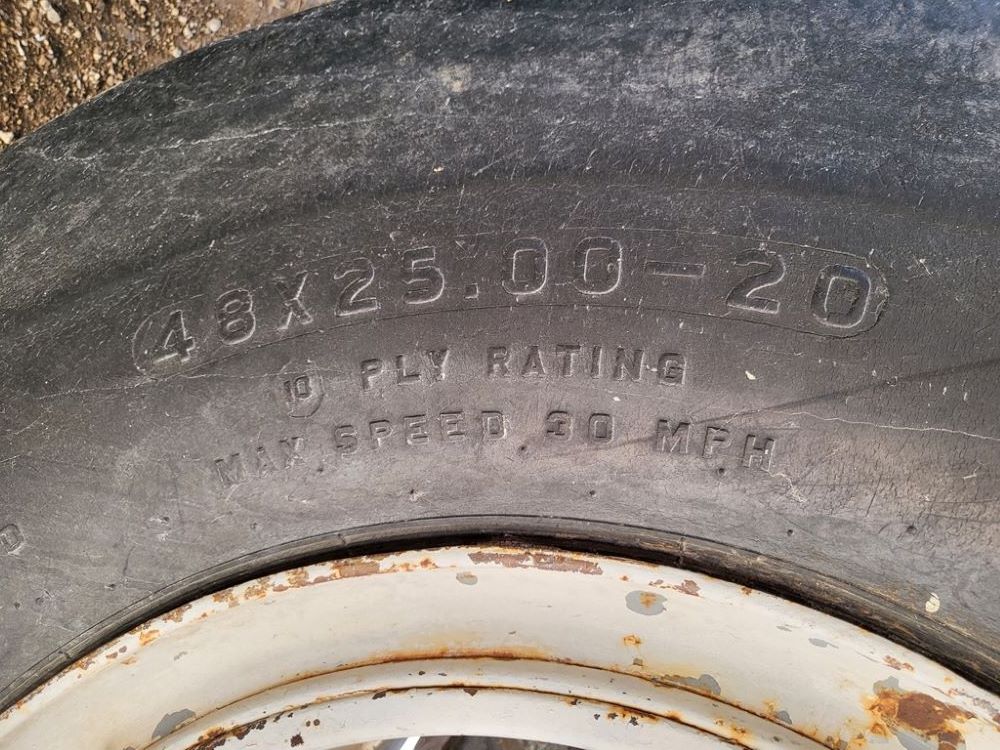 48X25.00-20
10 PLY RATING
MAX SPEED 30 MPH